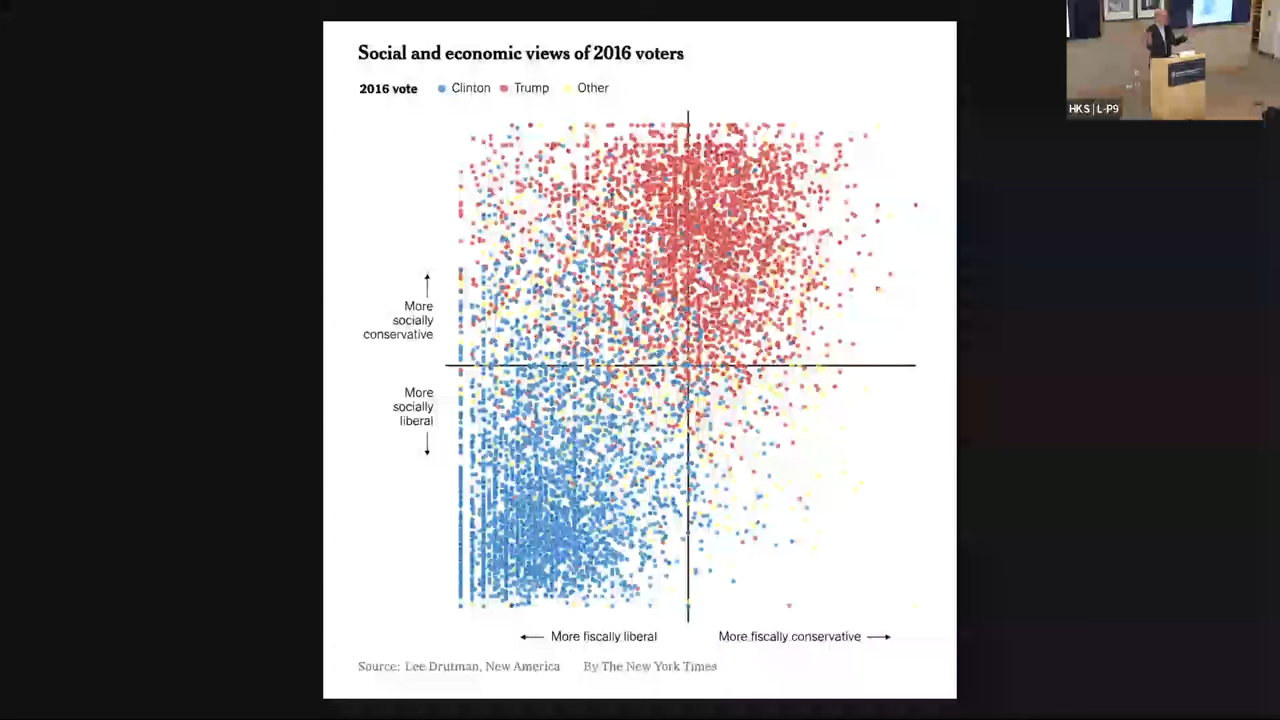 Social and economic views of 2016 voters
2016 vote Clinton Trump Other
HKS | L-P9
More
socially
conservative
More
socially
liberal
More fiscally liberal
More fiscally conservative
Source: Lee Drutman, New America By The New York Times